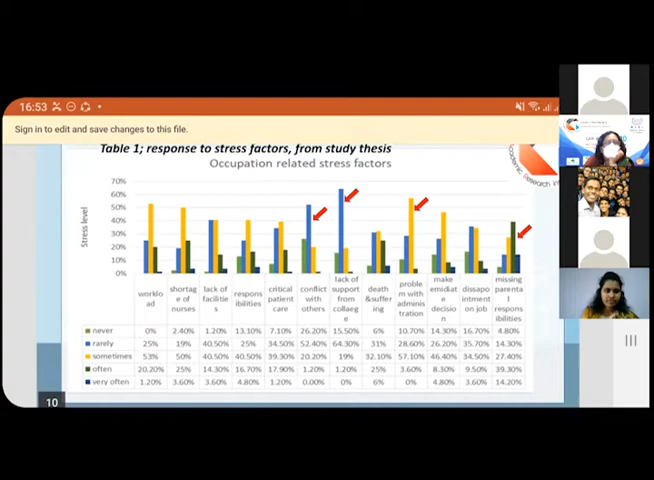 16:53
Sign in to edit and save changes to this file.
Table 1; response to stress factors, from study thesis
Occupation related stress factors
Stress level
70%
60%
50%
40%
30%
20%
10%
0%
worklo
ad
shortag
e of
nurses
lack of
facilitie
s
respons
ibilities
critical
patient
care
conflict
with
others
lack of
support
from
collaeg
e
death
&suffer
ing
proble
m with
adminis
tration
make
emidiat
e
decisio
n
dissapo
intment
on job
missing
parenta
l
respons
ibilities
never 0% 2.40% 1.20% 13.10% 7.10% 26.20% 15.50% 6% 10.70% 14.30% 16.70% 4.80%
rarely 25% 19% 40.50% 25% 34.50% 52.40% 64.30% 31% 28.60% 26.20% 35.70% 14.30%
sometimes 53% 50% 40.50% 40.50% 39.30% 20.20% 19% 32.10% 57.10% 46.40% 34.50% 27.40%
often 20.20% 25% 14.30% 16.70% 17.90% 1.20% 1.20% 25% 3.60% 8.30% 9.50% 39.30%
very often 1.20% 3.60% 3.60% 4.80% 1.20% 0.00% 0% 6% 0% 4.80% 3.60% 14.20%
10